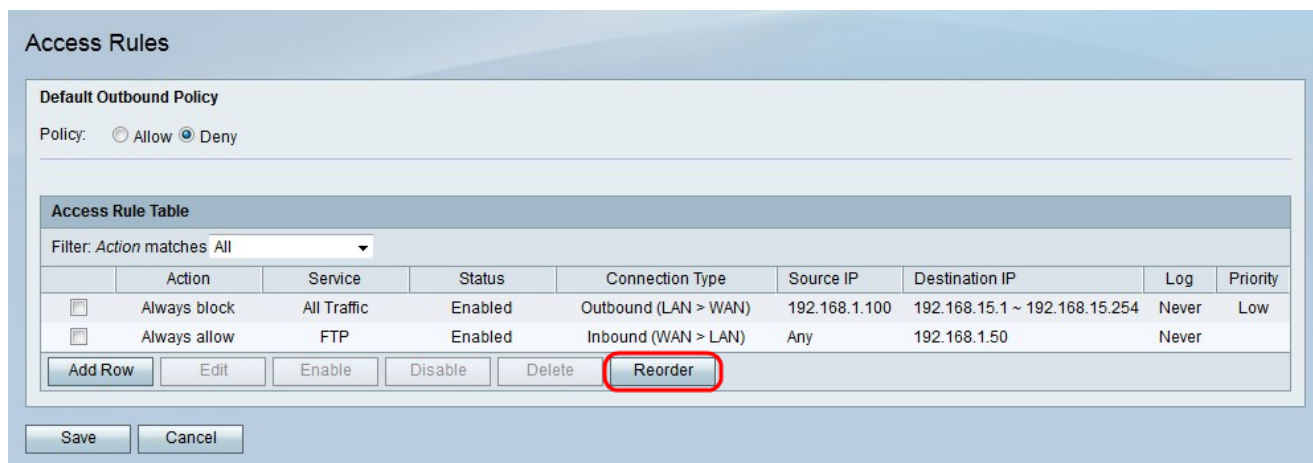 Access Rules
Default Outbound Policy
Policy: Allow Deny
Access Rule Table
Filter: Action matches All
Action Service Status Connection Type Source IP Destination IP Log Priority
Always block All Traffic Enabled Outbound (LAN > WAN) 192.168.1.100 192.168.15.1 ~ 192.168.15.254 Never Low
Always allow FTP Enabled Inbound (WAN > LAN) Any 192.168.1.50 Never
Add Row Edit Enable Disable Delete Reorder
Save Cancel